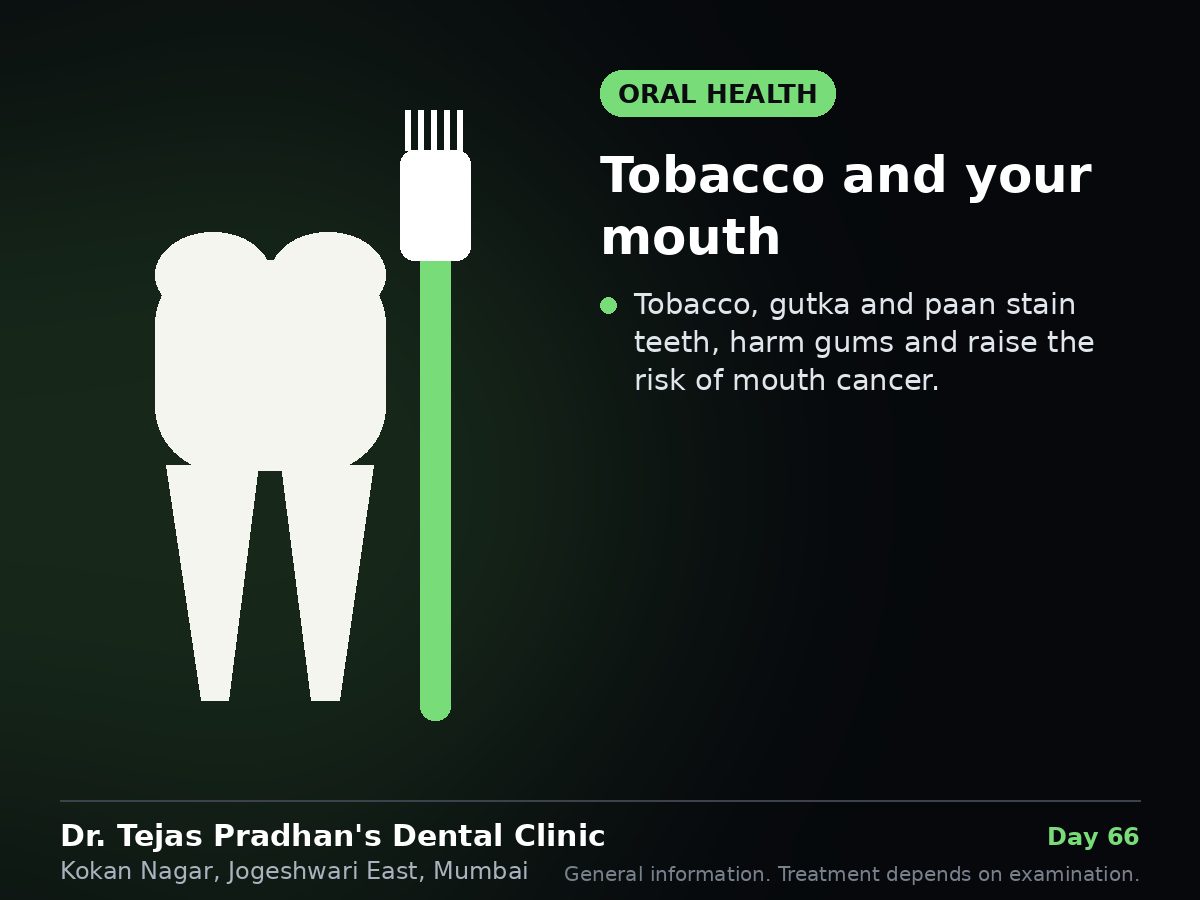 ORAL HEALTH
Tobacco and your
mouth
Tobacco, gutka and paan stain
teeth, harm gums and raise the
risk of mouth cancer.
Dr. Tejas Pradhan's Dental Clinic
Day 66
Kokan Nagar, Jogeshwari East, Mumbai
General information. Treatment depends on examination.